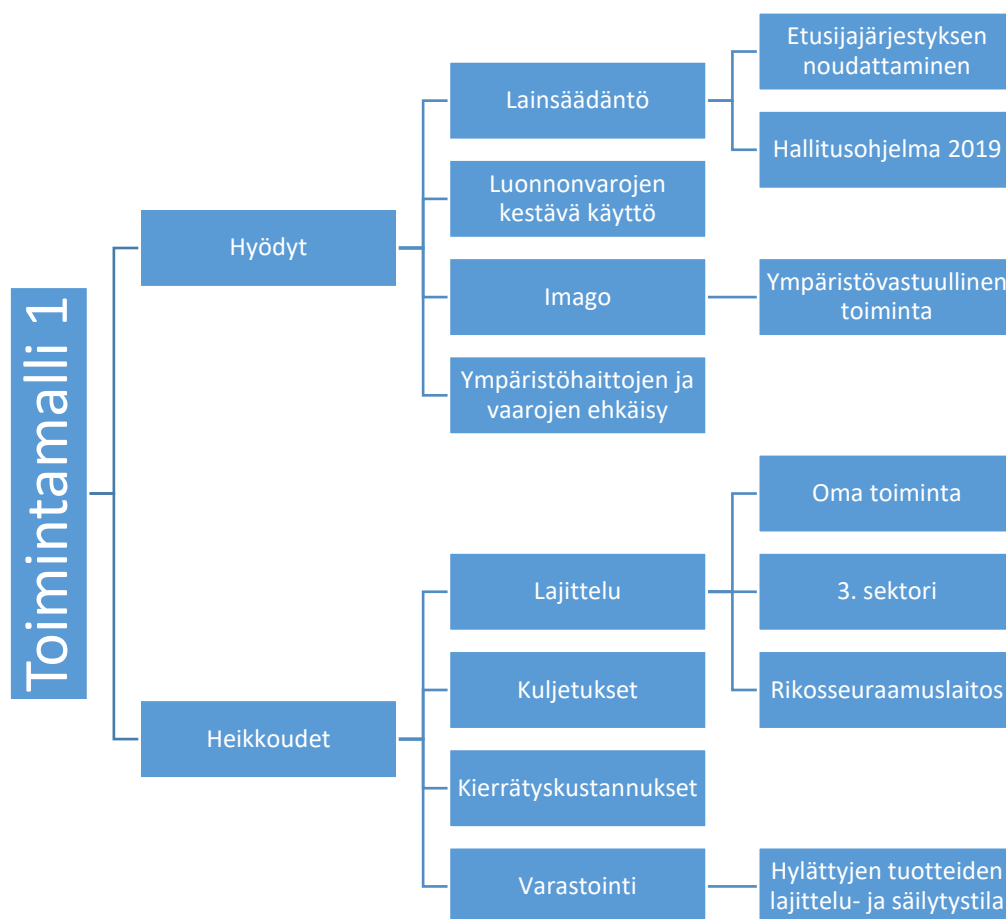 Toimintamalli 1
Hyödyt
Lainsäädäntö
Etusijajärjestyksen
noudattaminen
Hallitusohjelma 2019
Luonnonvarojen
kestävä käyttö
Imago
Ympäristövastuullinen
toiminta
Ympäristöhaittojen ja
vaarojen ehkäisy
Heikkoudet
Lajittelu
Oma toiminta
3. sektori
Rikosseuraamuslaitos
Kuljetukset
Kierrätyskustannukset
Varastointi
Hylättyjen tuotteiden
lajittelu- ja säilytystila